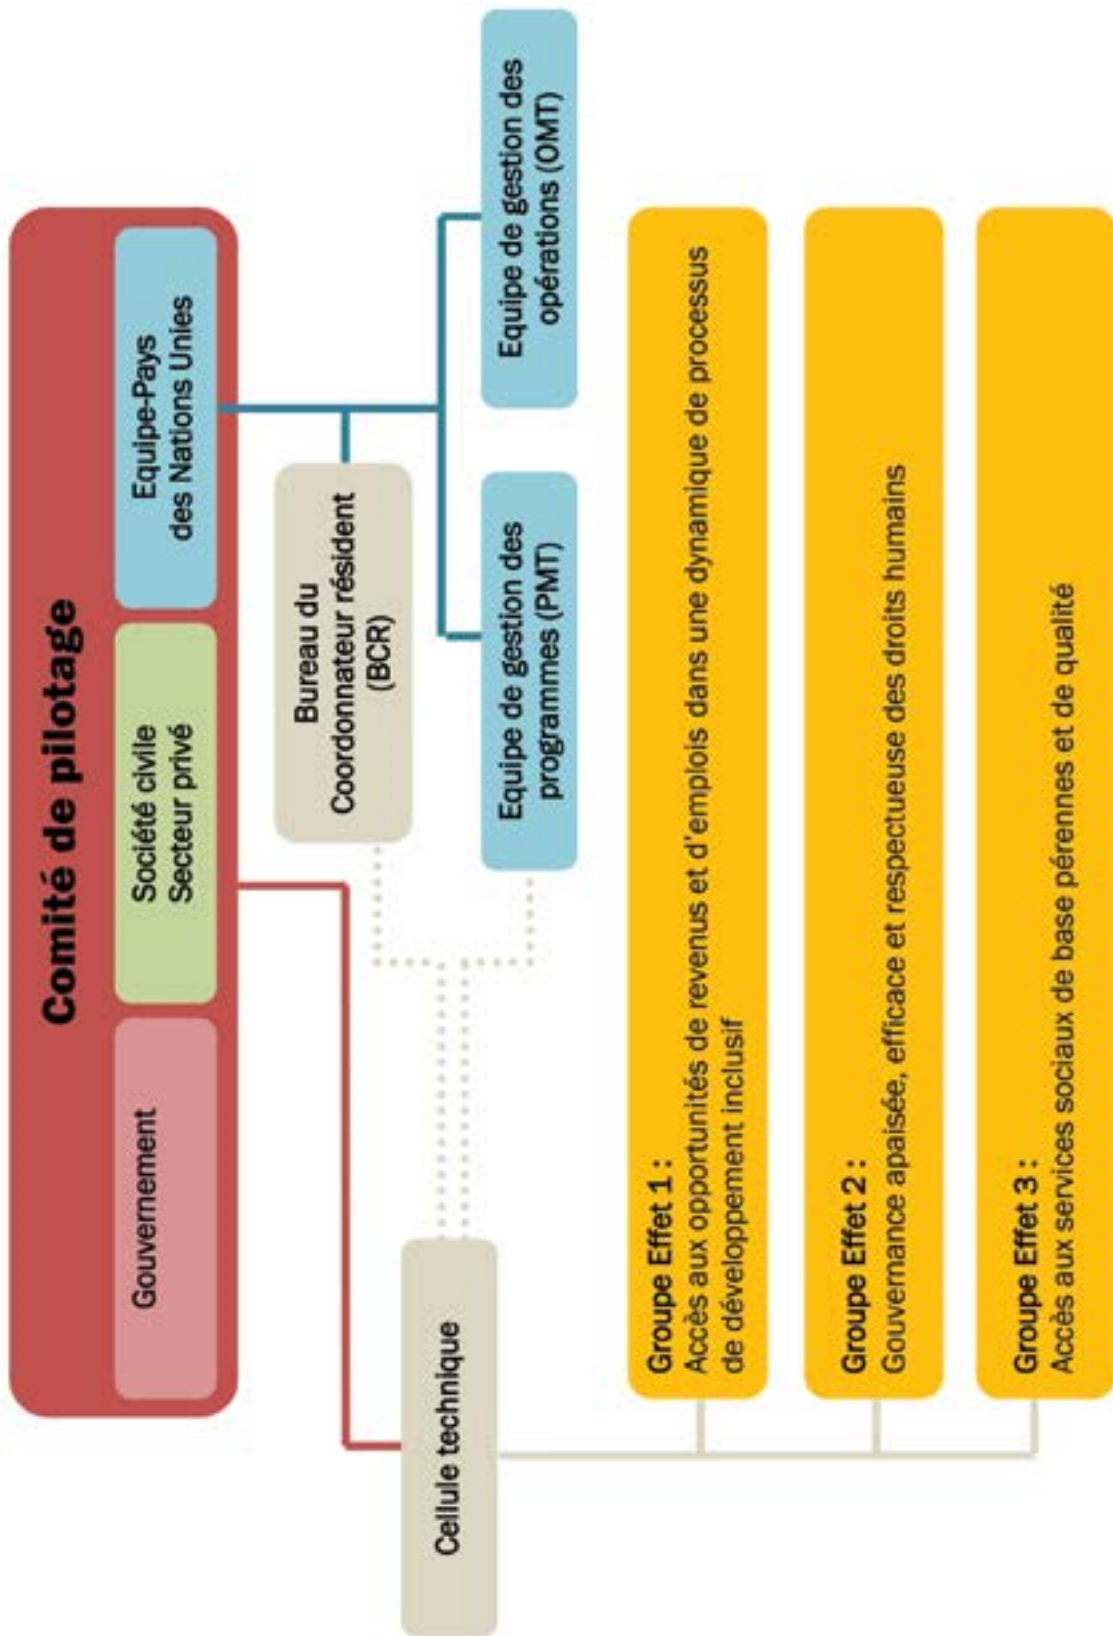 Comité de pilotage
Gouvernement
Société civile
Secteur privé
Equipe-Pays
des Nations Unies
Bureau du
Coordonnateur résident
(BCR)
Cellule technique
Equipe de gestion des
programmes (PMT)
Equipe de gestion des
opérations (OMT)
Groupe Effet 1 :
Accès aux opportunités de revenus et d'emplois dans une dynamique de processus
de développement inclusif
Groupe Effet 2 :
Gouvernance apaisée, efficace et respectueuse des droits humains
Groupe Effet 3 :
Accès aux services sociaux de base pérennes et de qualité